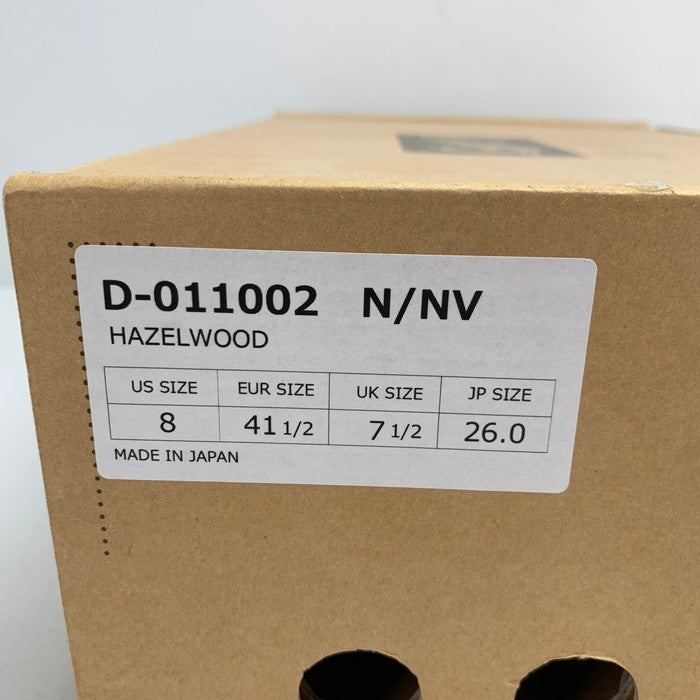 D-011002 N/NV
HAZELWOOD
US SIZE EUR SIZE UK SIZE JP SIZE
8 41 1/2 7 1/2 26.0
MADE IN JAPAN